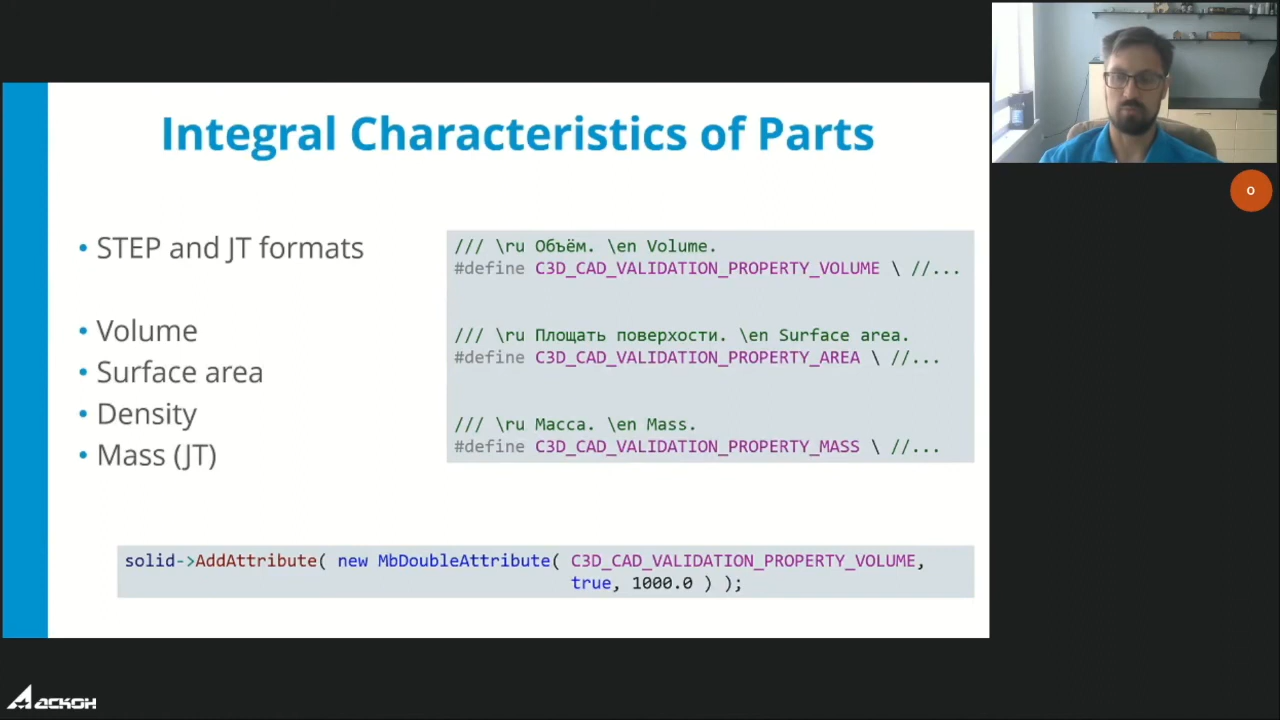 Integral Characteristics of Parts
• STEP and JT formats
• Volume
• Surface area
• Density
• Mass (JT)
/// \ru Объём. \en Volume.
#define C3D_CAD_VALIDATION_PROPERTY_VOLUME \ //...
/// \ru Площать поверхости. \en Surface area.
#define C3D_CAD_VALIDATION_PROPERTY_AREA \ //...
/// \ru Масса. \en Mass.
#define C3D_CAD_VALIDATION_PROPERTY_MASS \ //...
solid->AddAttribute( new MbDoubleAttribute( C3D_CAD_VALIDATION_PROPERTY_VOLUME,
true, 1000.0 ) );
O
АСКОН